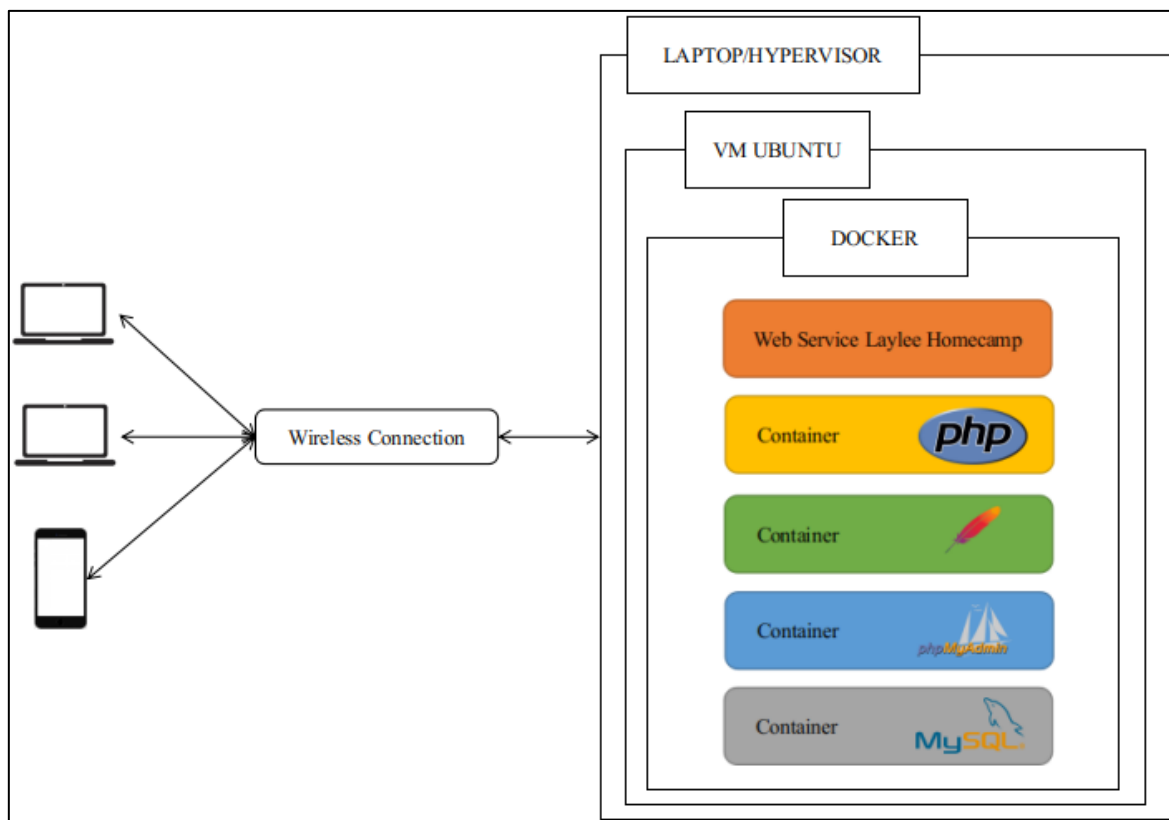 LAPTOP/HYPERVISOR
VM UBUNTU
DOCKER
Web Service Laylee Homecamp
Container php
Container
Container phpMyAdmin
Container MySQL
Wireless Connection